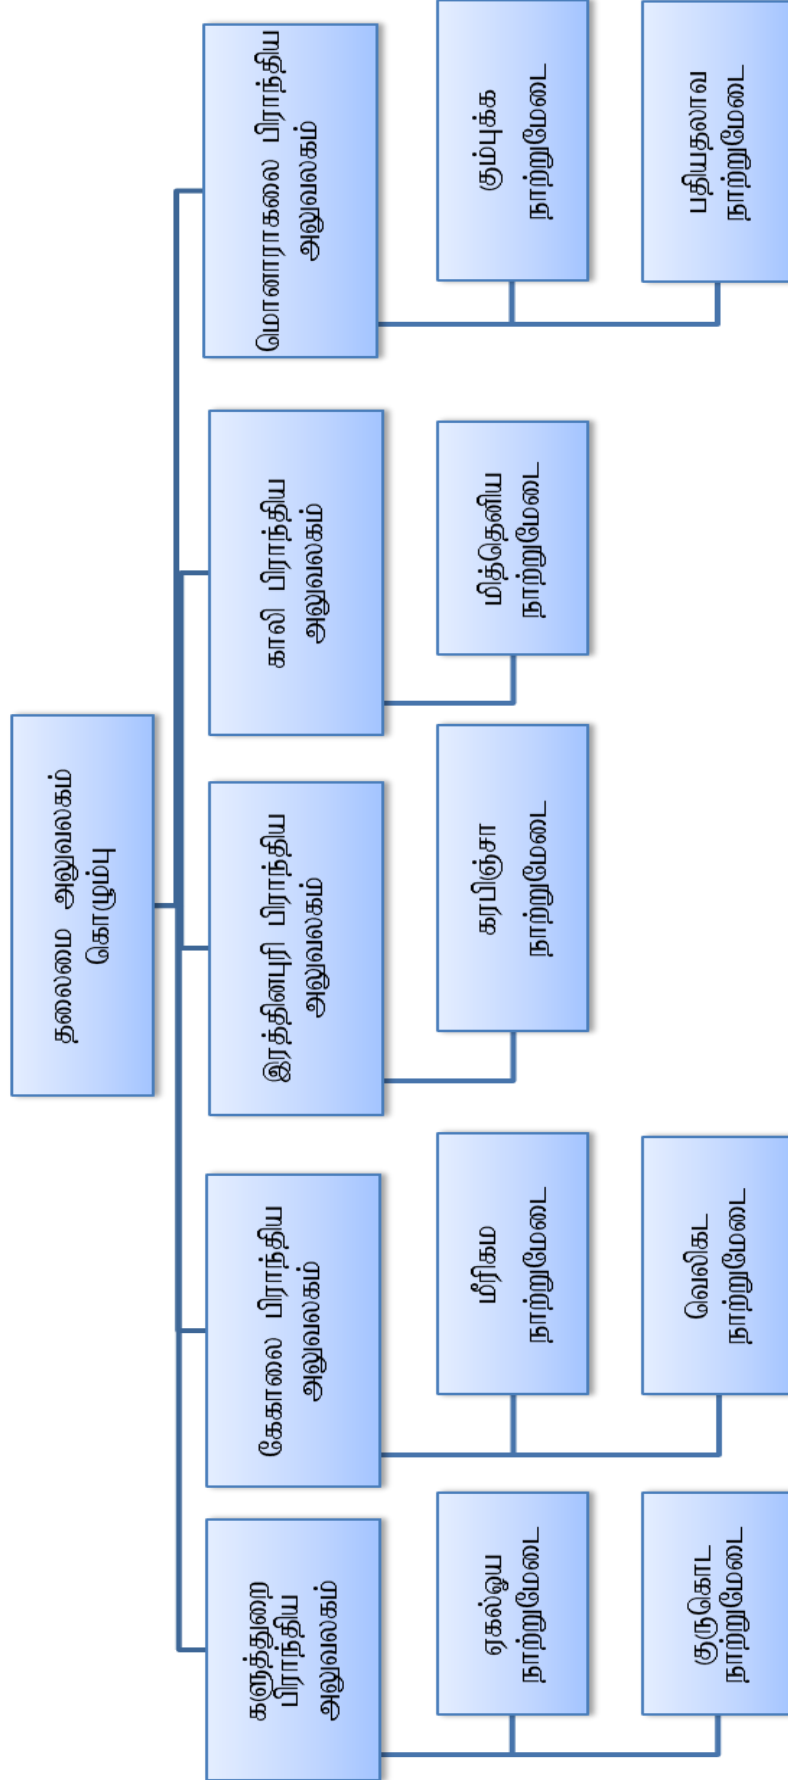 தலைமை அலுவலகம்
கொழும்பு
களுத்துறை
பிராந்திய
அலுவலகம்
கேகாலை பிராந்திய
அலுவலகம்
இரத்தினபுரி பிராந்திய
அலுவலகம்
காலி பிராந்திய
அலுவலகம்
மொனாராகலை பிராந்திய
அலுவலகம்
ஏகல்ஓய
நாற்றுமேடை
மீரிகம
நாற்றுமேடை
கரபிஞ்சா
நாற்றுமேடை
மித்தெனிய
நாற்றுமேடை
கும்புக்க
நாற்றுமேடை
குருகொட
நாற்றுமேடை
வெலிகட
நாற்றுமேடை
பதியதலாவ
நாற்றுமேடை